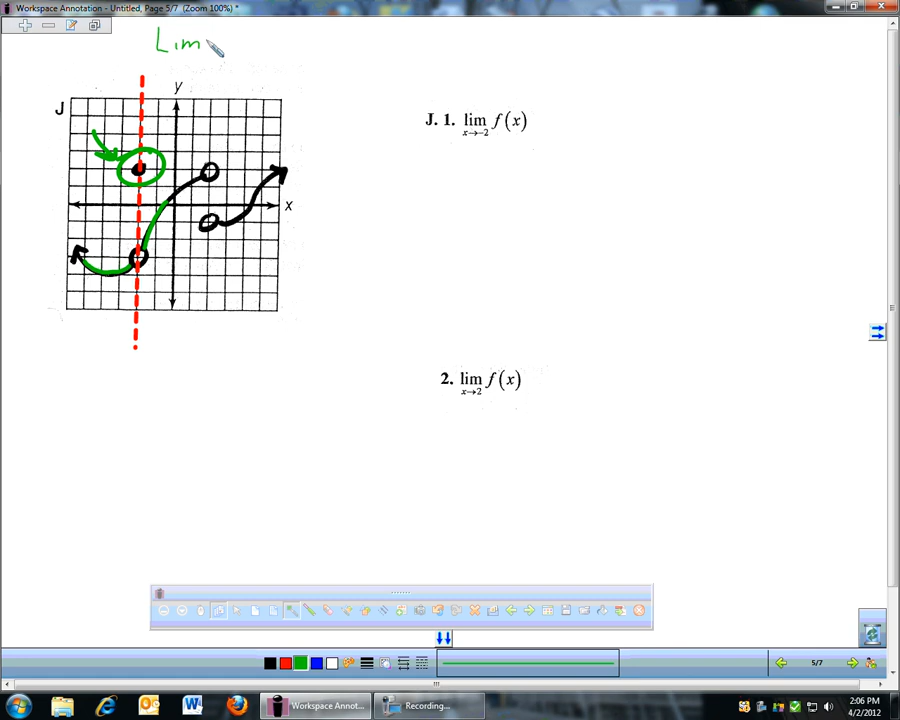 Workspace Annotation - Untitled, Page 5/7 (Zoom 100%) *
Lim
J
y
x
J. 1. lim f(x)
x→-2
2. lim f(x)
x→2
5/7
Workspace Annot...
Recording...
2:06 PM
4/2/2012